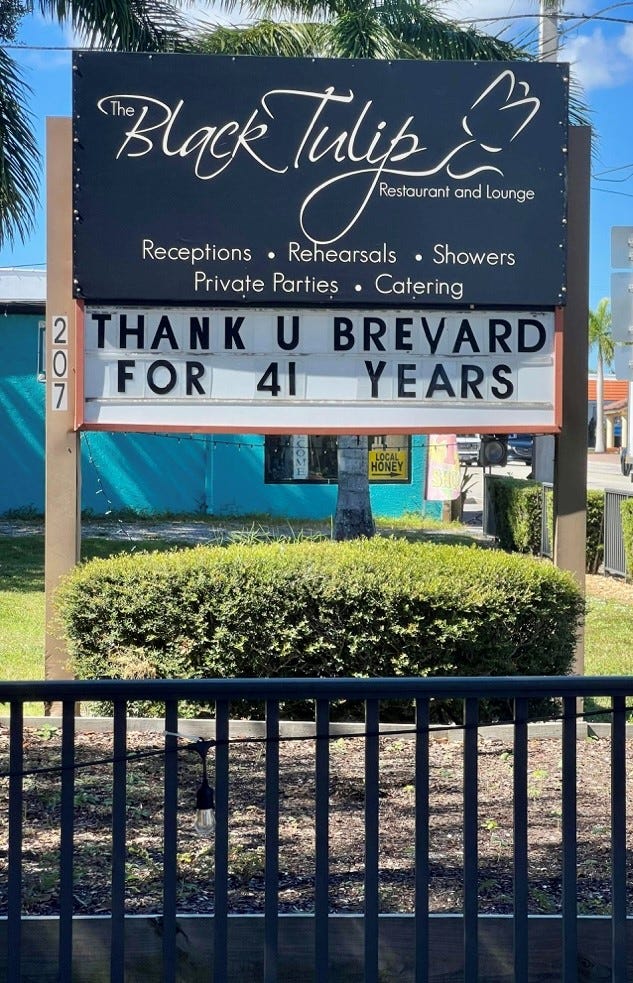 The Black Tulip
Restaurant and Lounge
Receptions • Rehearsals • Showers
Private Parties • Catering
THANK U BREVARD
FOR 41 YEARS
207
LOCAL
HONEY